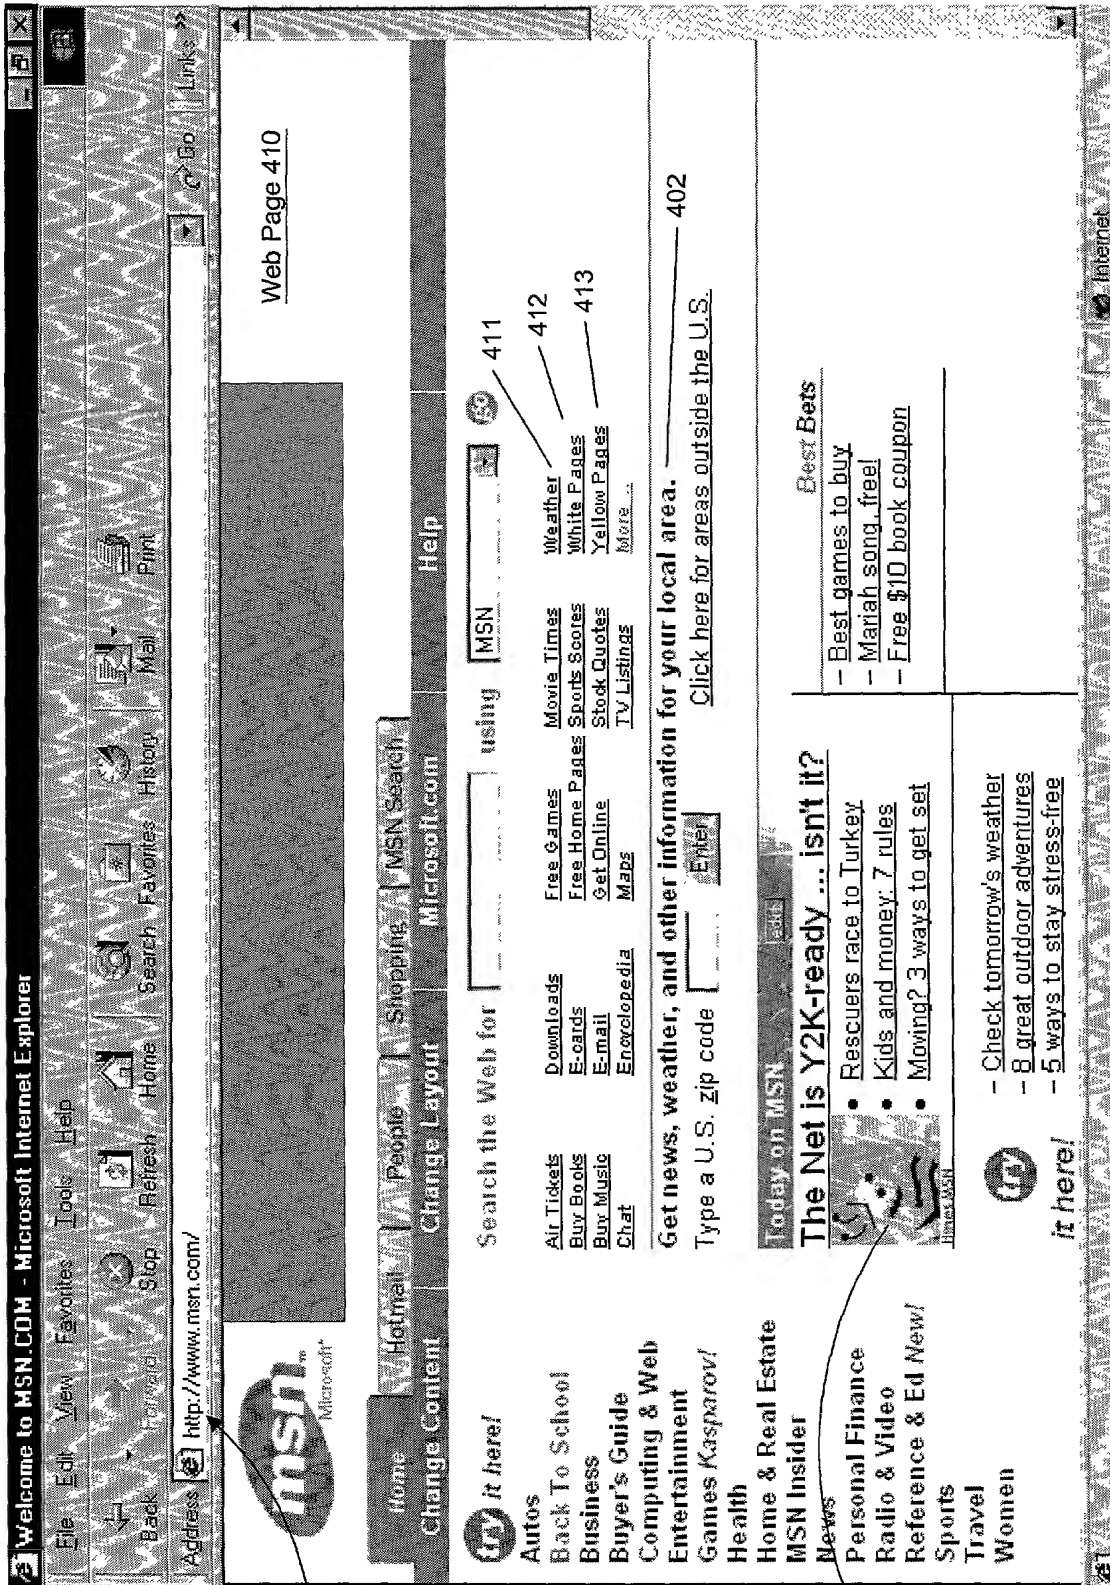 Welcome to MSN.COM - Microsoft Internet Explorer
File Edit View Favorites Tools Help
Back Forward Stop Refresh Home Search Favorites History Mail Print
Address http://www.msn.com/ Go Links »
msn™
Microsoft®
Web Page 410
Home Hotmail People Shopping MSN Search
Change Content Change Layout Microsoft.com Help
try it here!
Autos
Back To School
Business
Buyer's Guide
Computing & Web
Entertainment
Games Kasparov!
Health
Home & Real Estate
MSN Insider
News
Personal Finance
Radio & Video
Reference & Ed New!
Sports
Travel
Women
Search the Web for using MSN go
Air Tickets Downloads Free Games Movie Times Weather 411
Buy Books E-cards Free Home Pages Sports Scores White Pages 412
Buy Music E-mail Get Online Stock Quotes Yellow Pages 413
Chat Encyclopedia Maps TV Listings More...
Get news, weather, and other information for your local area. 402
Type a U.S. zip code Enter Click here for areas outside the U.S.
Today on MSN edit
The Net is Y2K-ready ... isn't it?
• Rescuers race to Turkey
• Kids and money: 7 rules
• Moving? 3 ways to get set
Best Bets
– Best games to buy
– Mariah song, free!
– Free $10 book coupon
try it here!
– Check tomorrow's weather
– 8 great outdoor adventures
– 5 ways to stay stress-free
Internet